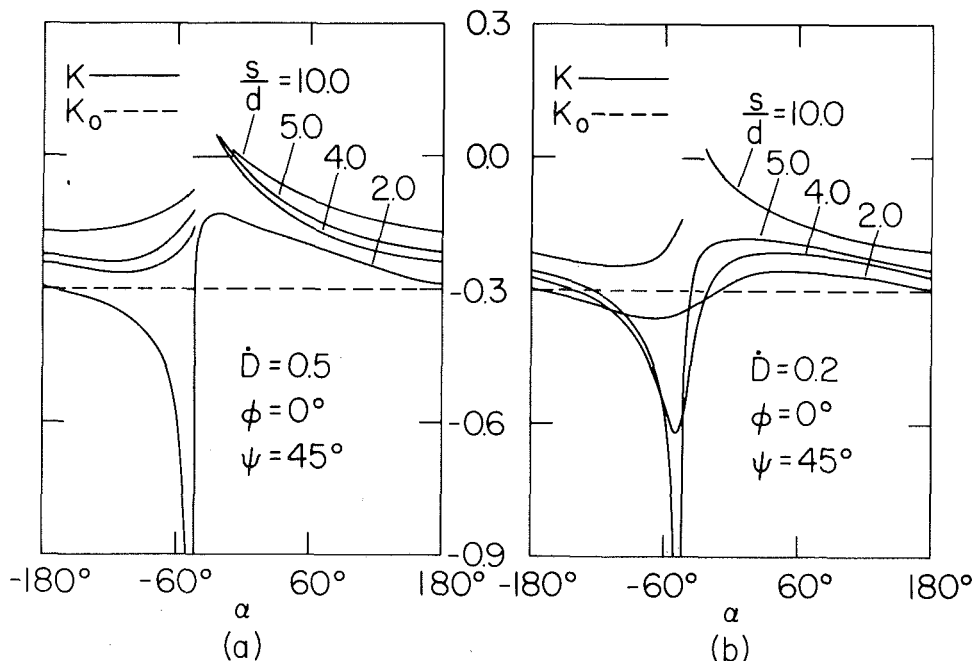 K
K₀
s/d = 10.0
5.0
4.0
2.0
Ḋ = 0.5
ϕ = 0°
ψ = 45°
-180°
-60°
60°
180°
α
(a)
0.3
0.0
-0.3
-0.6
-0.9
K
K₀
s/d = 10.0
5.0
4.0
2.0
Ḋ = 0.2
ϕ = 0°
ψ = 45°
-180°
-60°
60°
180°
α
(b)